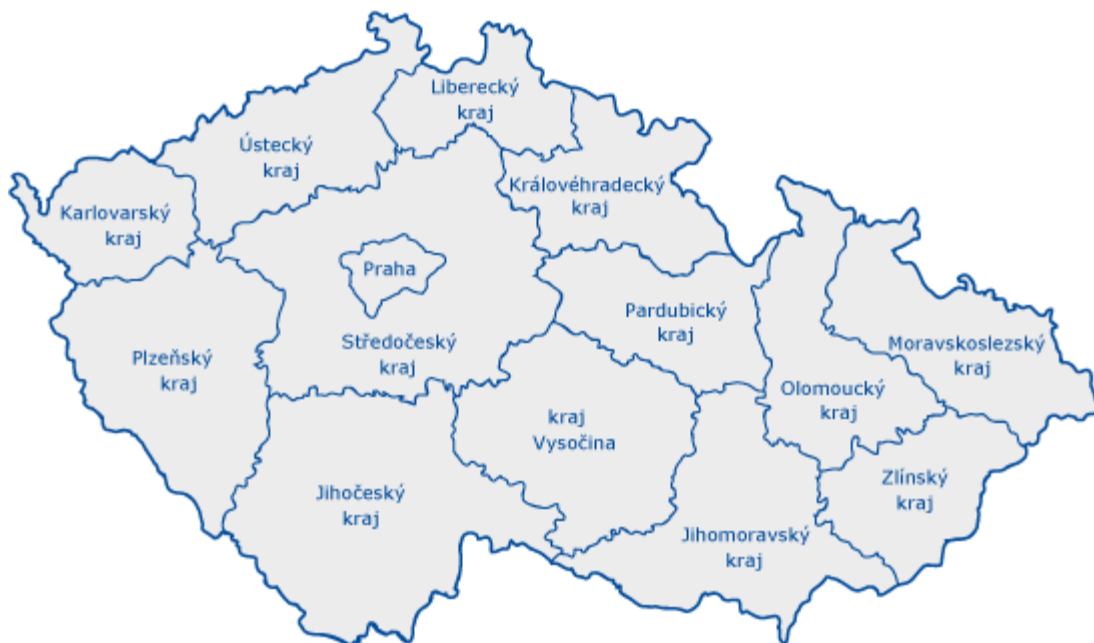 Liberecký
kraj
Ústecký
kraj
Královéhradecký
kraj
Karlovarský
kraj
Praha
Pardubický
kraj
Středočeský
kraj
Moravskoslezský
kraj
Plzeňský
kraj
Olomoucký
kraj
kraj
Vysočina
Zlínský
kraj
Jihočeský
kraj
Jihomoravský
kraj